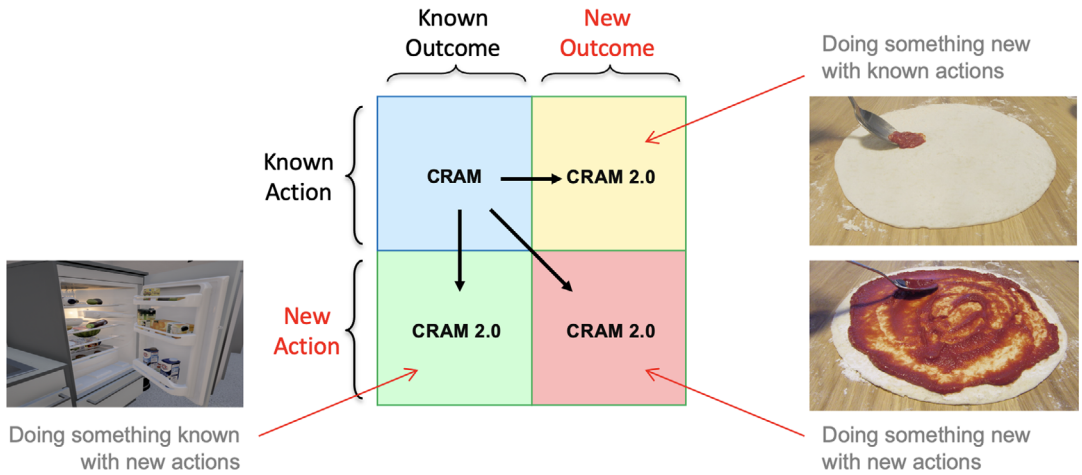 Known
Outcome
New
Outcome
Doing something new
with known actions
Known
Action
CRAM
CRAM 2.0
New
Action
CRAM 2.0
CRAM 2.0
Doing something known
with new actions
Doing something new
with new actions